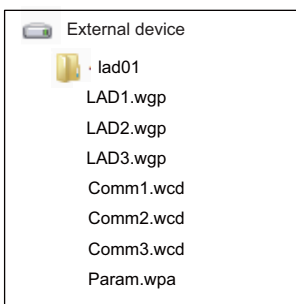 External device
lad01
LAD1.wgp
LAD2.wgp
LAD3.wgp
Comm1.wcd
Comm2.wcd
Comm3.wcd
Param.wpa